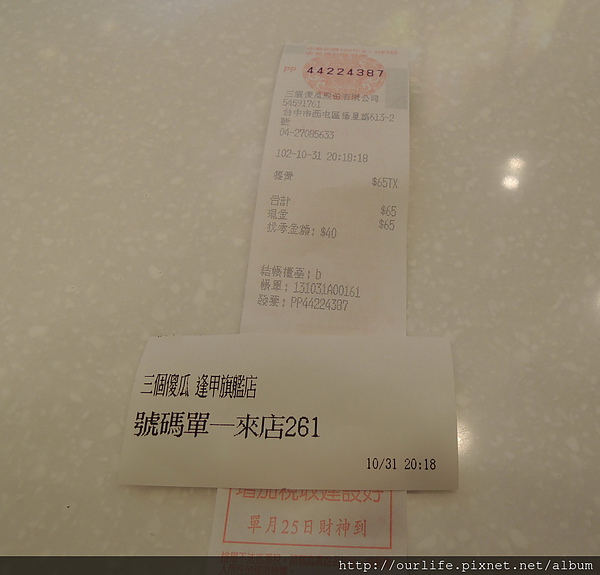 PP 44224387
三個傻瓜股份有限公司
54591761
台中市西屯區福星路613-2
號
04-27085633
102-10-31 20:18:18
餐費 $65TX
合計 $65
現金 $65
找零金額: $40
結帳櫃臺: b
帳單: 131031A00161
發票: PP44224387
三個傻瓜 逢甲旗艦店
號碼單一來店261
10/31 20:18
增加稅收建設好
單月25日財神到
http://ourlife.pixnet.net/album